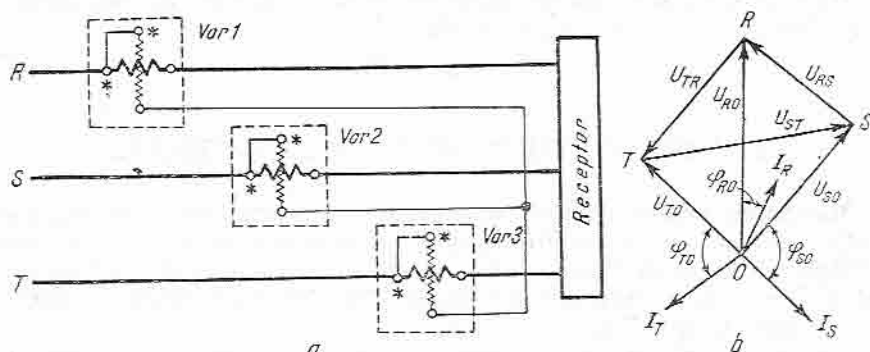 R
*
*
Var1
S
*
*
Var2
T
*
*
Var3
Receptor
a
R
U_TR
U_RO
U_RS
U_ST
S
T
I_R
φ_RO
U_TO
U_SO
φ_TO
φ_SO
O
I_T
I_S
b